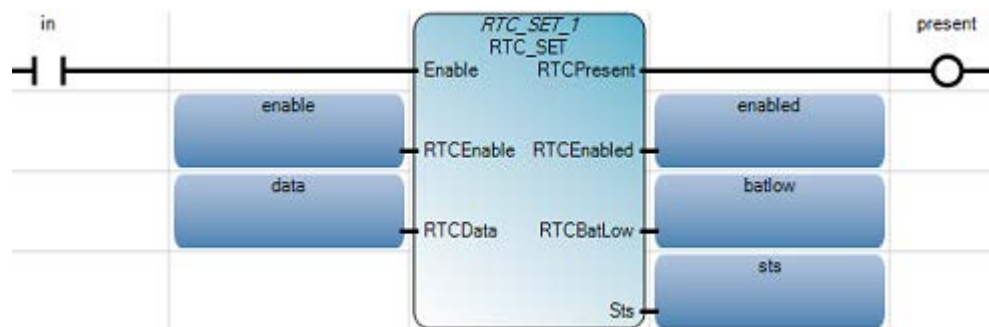 in
RTC_SET_1
RTC_SET
present
Enable RTCPresent
enable
enabled
RTCEnable RTCEnabled
data
batlow
RTCData RTCBatLow
sts
Sts